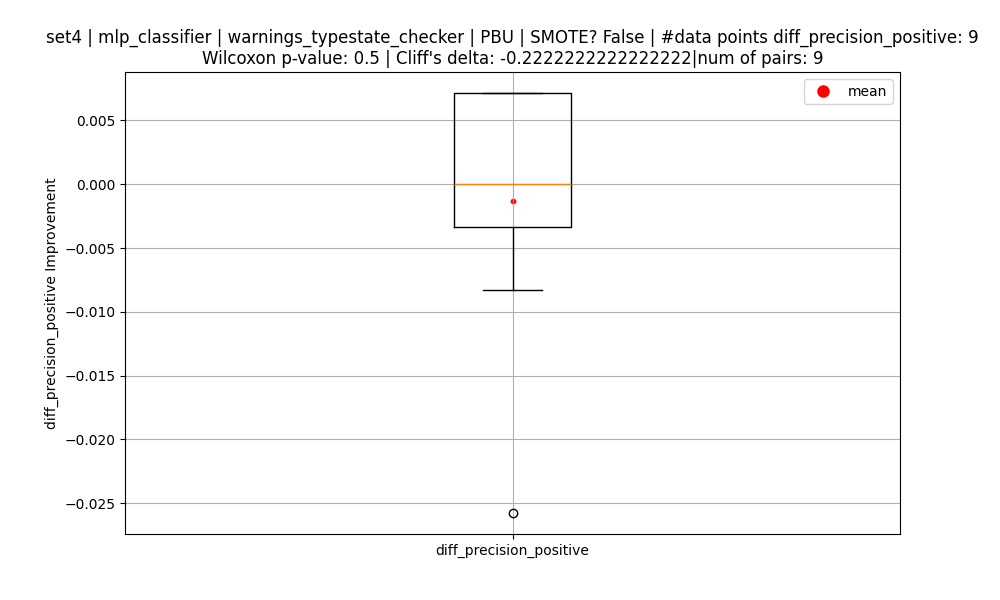 set4 | mlp_classifier | warnings_typestate_checker | PBU | SMOTE? False | #data points diff_precision_positive: 9
Wilcoxon p-value: 0.5 | Cliff's delta: -0.2222222222222222|num of pairs: 9
mean
0.005
0.000
−0.005
−0.010
−0.015
−0.020
−0.025
diff_precision_positive Improvement
diff_precision_positive